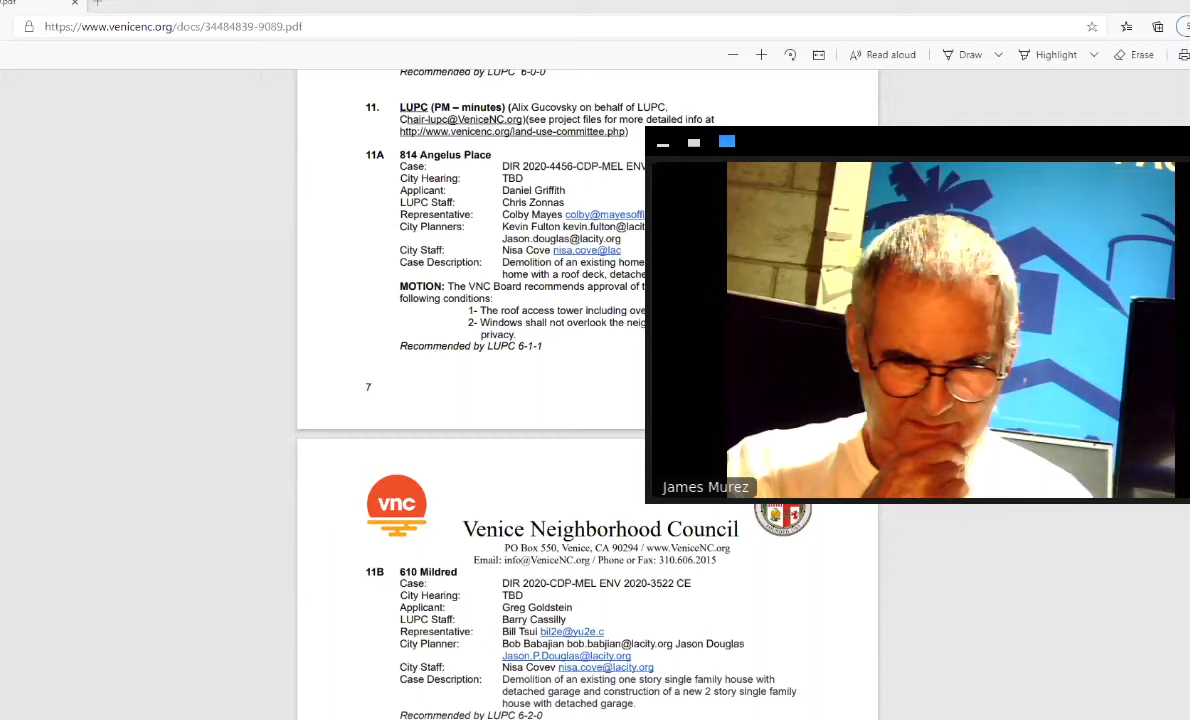 .pdf
https://www.venicenc.org/docs/34484839-9089.pdf
Read aloud
Draw
Highlight
Erase
Recommended by LUPC 6-0-0
11. LUPC (PM – minutes) (Alix Gucovsky on behalf of LUPC,
Chair-lupc@VeniceNC.org)(see project files for more detailed info at
http://www.venicenc.org/land-use-committee.php)
11A 814 Angelus Place
Case: DIR 2020-4456-CDP-MEL ENV
City Hearing: TBD
Applicant: Daniel Griffith
LUPC Staff: Chris Zonnas
Representative: Colby Mayes colby@mayesoffi
City Planners: Kevin Fulton kevin.fulton@lacit
Jason.douglas@lacity.org
City Staff: Nisa Cove nisa.cove@lac
Case Description: Demolition of an existing home
home with a roof deck, detache
MOTION: The VNC Board recommends approval of t
following conditions:
1- The roof access tower including ove
2- Windows shall not overlook the neig
privacy.
Recommended by LUPC 6-1-1
7
James Murez
vnc
Venice Neighborhood Council
PO Box 550, Venice, CA 90294 / www.VeniceNC.org
Email: info@VeniceNC.org / Phone or Fax: 310.606.2015
11B 610 Mildred
Case: DIR 2020-CDP-MEL ENV 2020-3522 CE
City Hearing: TBD
Applicant: Greg Goldstein
LUPC Staff: Barry Cassilly
Representative: Bill Tsui bil2e@yu2e.c
City Planner: Bob Babajian bob.babjian@lacity.org Jason Douglas
Jason.P.Douglas@lacity.org
City Staff: Nisa Covev nisa.cove@lacity.org
Case Description: Demolition of an existing one story single family house with
detached garage and construction of a new 2 story single family
house with detached garage.
Recommended by LUPC 6-2-0